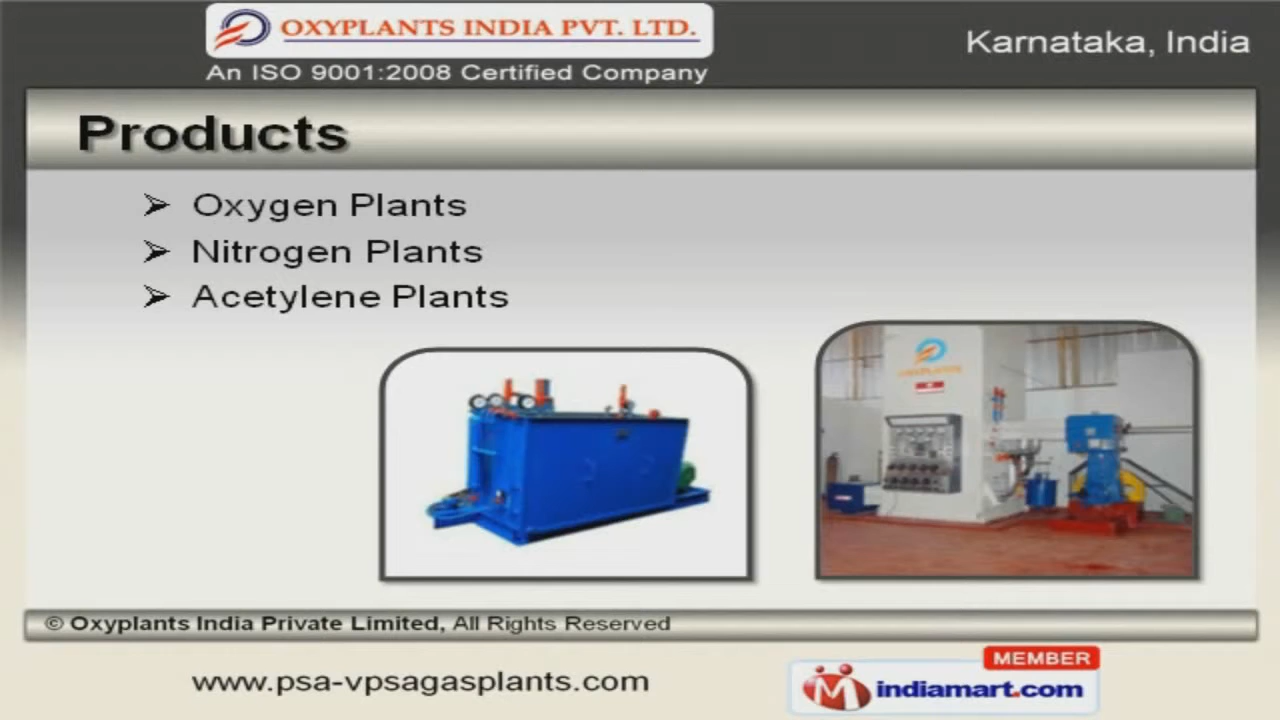 OXYPLANTS INDIA PVT. LTD.
An ISO 9001:2008 Certified Company
Karnataka, India
Products
➢ Oxygen Plants
➢ Nitrogen Plants
➢ Acetylene Plants
OXYPLANTS
© Oxyplants India Private Limited, All Rights Reserved
www.psa-vpsagasplants.com
MEMBER
indiamart.com